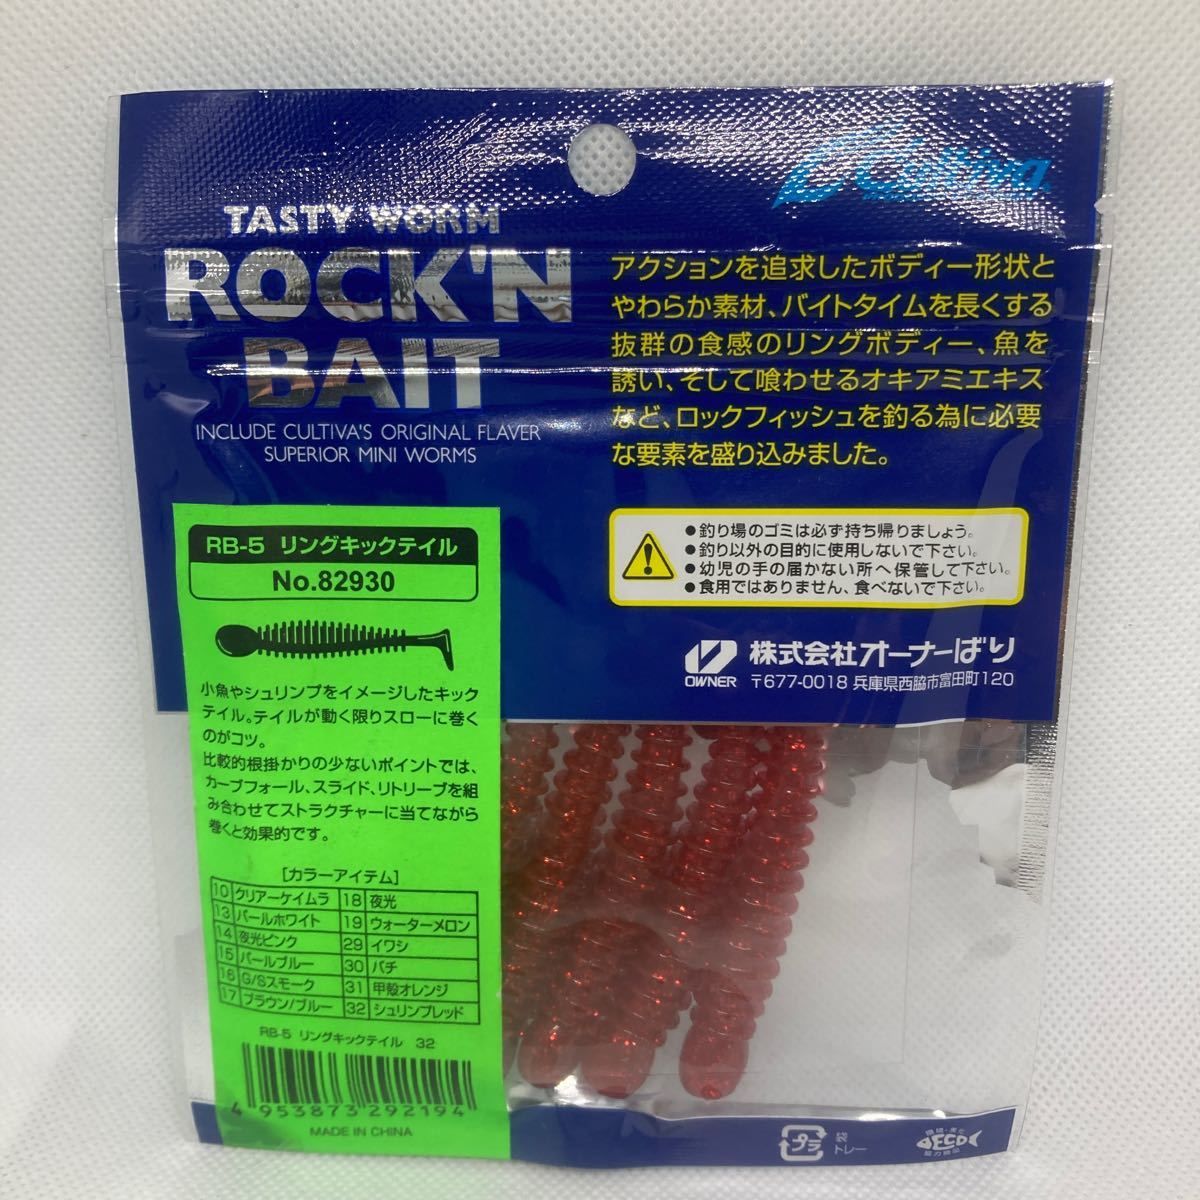 Cultiva
TASTY WORM
ROCK'N
BAIT
INCLUDE CULTIVA'S ORIGINAL FLAVER
SUPERIOR MINI WORMS
アクションを追求したボディー形状と
やわらか素材、バイトタイムを長くする
抜群の食感のリングボディー、魚を
誘い、そして喰わせるオキアミエキス
など、ロックフィッシュを釣る為に必要
な要素を盛り込みました。
●釣り場のゴミは必ず持ち帰りましょう。
●釣り以外の目的に使用しないで下さい。
●幼児の手の届かない所へ保管して下さい。
●食用ではありません、食べないで下さい。
OWNER
株式会社オーナーばり
〒677-0018 兵庫県西脇市富田町120
RB-5 リングキックテイル
No.82930
小魚やシュリンプをイメージしたキック
テイル。テイルが動く限りスローに巻く
のがコツ。
比較的根掛かりの少ないポイントでは、
カーブフォール、スライド、リトリーブを組
み合わせてストラクチャーに当てながら
巻くと効果的です。
[カラーアイテム]
10 クリアーケイムラ 18 夜光
13 パールホワイト 19 ウォーターメロン
14 夜光ピンク 29 イワシ
15 パールブルー 30 バチ
16 G/Sスモーク 31 甲殻オレンジ
17 ブラウン/ブルー 32 シュリンプレッド
RB-5 リングキックテイル 32
4 953873 292194
MADE IN CHINA
プラ
袋
トレー
ECO